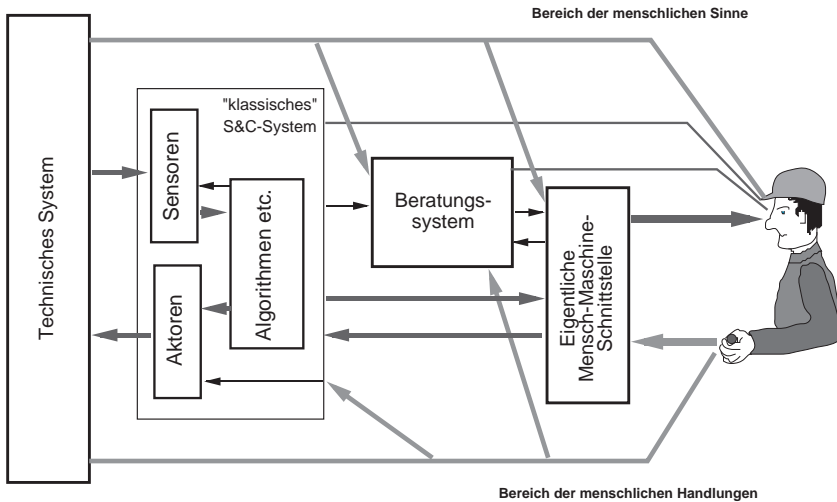 Bereich der menschlichen Sinne
Technisches System
"klassisches"
S&C-System
Sensoren
Algorithmen etc.
Aktoren
Beratungs-
system
Eigentliche
Mensch-Maschine-
Schnittstelle
Bereich der menschlichen Handlungen